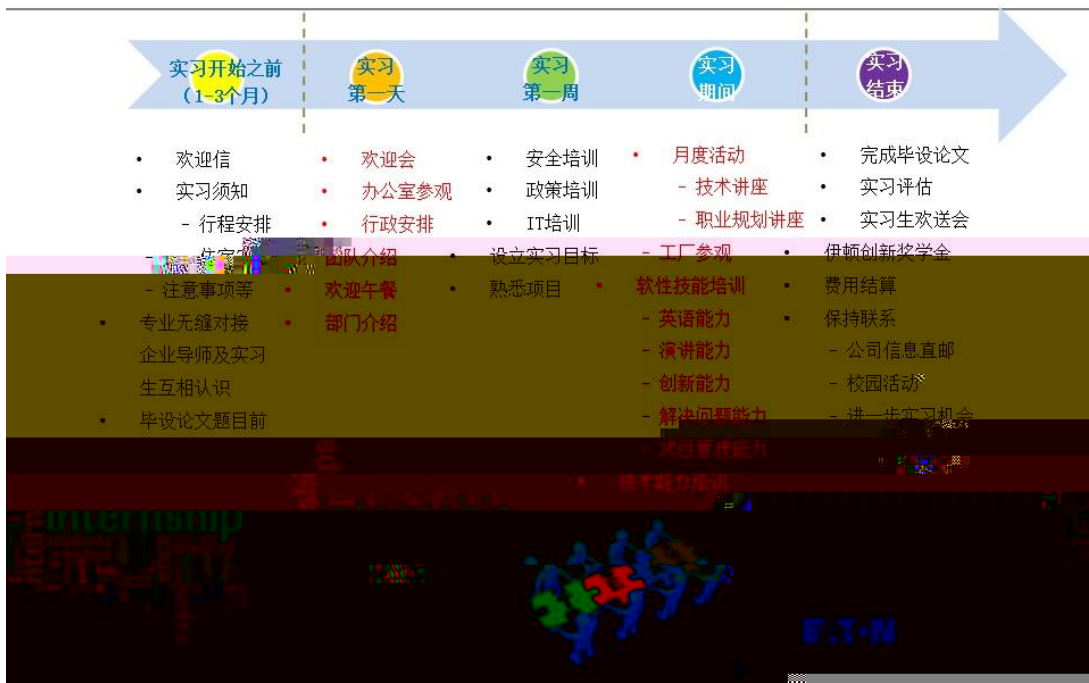 实习开始之前
（1-3个月）
实习
第一天
实习
第一周
实习
期间
实习
结束
• 欢迎信
• 实习须知
- 行程安排
- 注意事项等
• 专业无缝对接
企业导师及实习
生互相认识
• 毕设论文题目前
• 欢迎会
• 办公室参观
• 行政安排
团队介绍
• 欢迎午餐
• 部门介绍
• 安全培训
• 政策培训
• IT培训
• 设立实习目标
• 熟悉项目
• 月度活动
- 技术讲座
- 职业规划讲座
- 工厂参观
• 软性技能培训
- 英语能力
- 演讲能力
- 创新能力
- 解决问题能力
- 项目管理能力
• 完成毕设论文
• 实习评估
• 实习生欢送会
• 伊顿创新奖学金
• 费用结算
• 保持联系
- 公司信息直邮
- 校园活动
- 进一步实习机会
internship
E·T·N